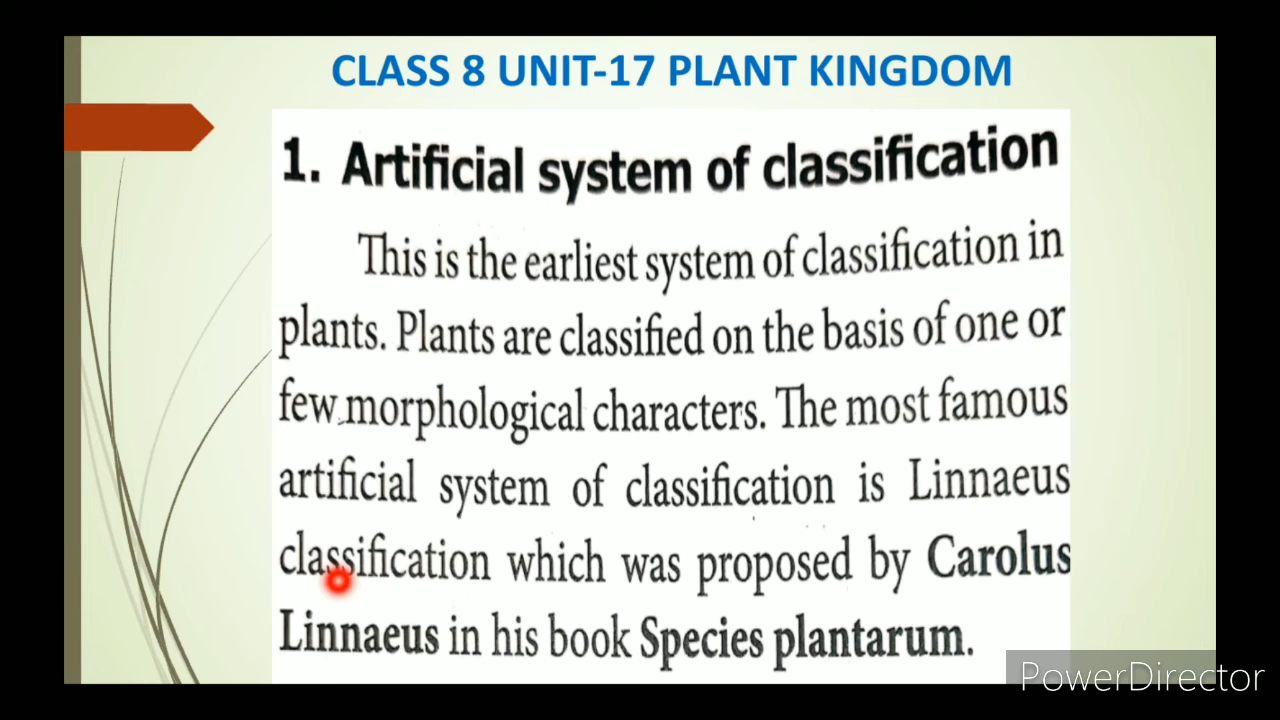 CLASS 8 UNIT-17 PLANT KINGDOM
1. Artificial system of classification
This is the earliest system of classification in
plants. Plants are classified on the basis of one or
few morphological characters. The most famous
artificial system of classification is Linnaeus
classification which was proposed by Carolus
Linnaeus in his book Species plantarum.
PowerDirector